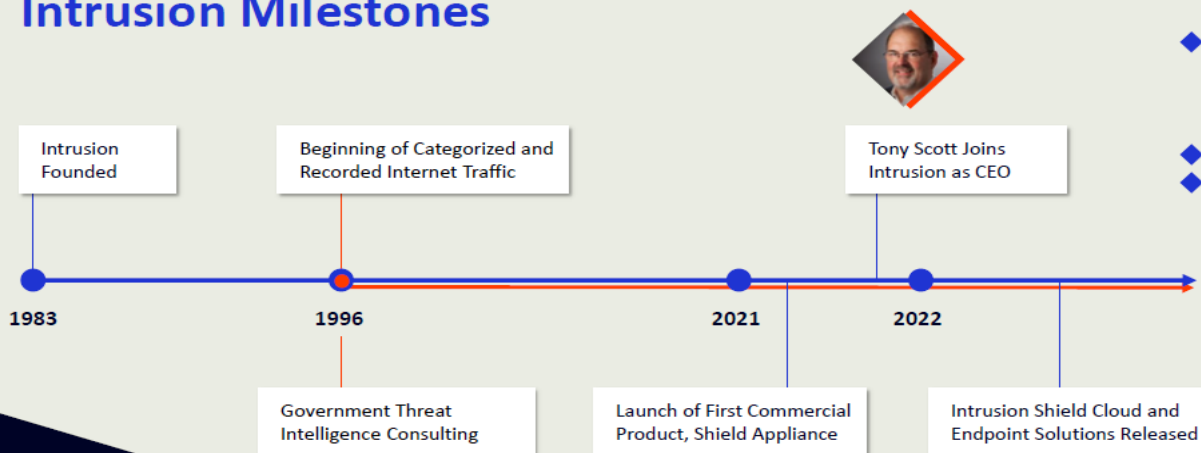 Intrusion Milestones
Intrusion
Founded
Beginning of Categorized and
Recorded Internet Traffic
Tony Scott Joins
Intrusion as CEO
1983
1996
2021
2022
Government Threat
Intelligence Consulting
Launch of First Commercial
Product, Shield Appliance
Intrusion Shield Cloud and
Endpoint Solutions Released